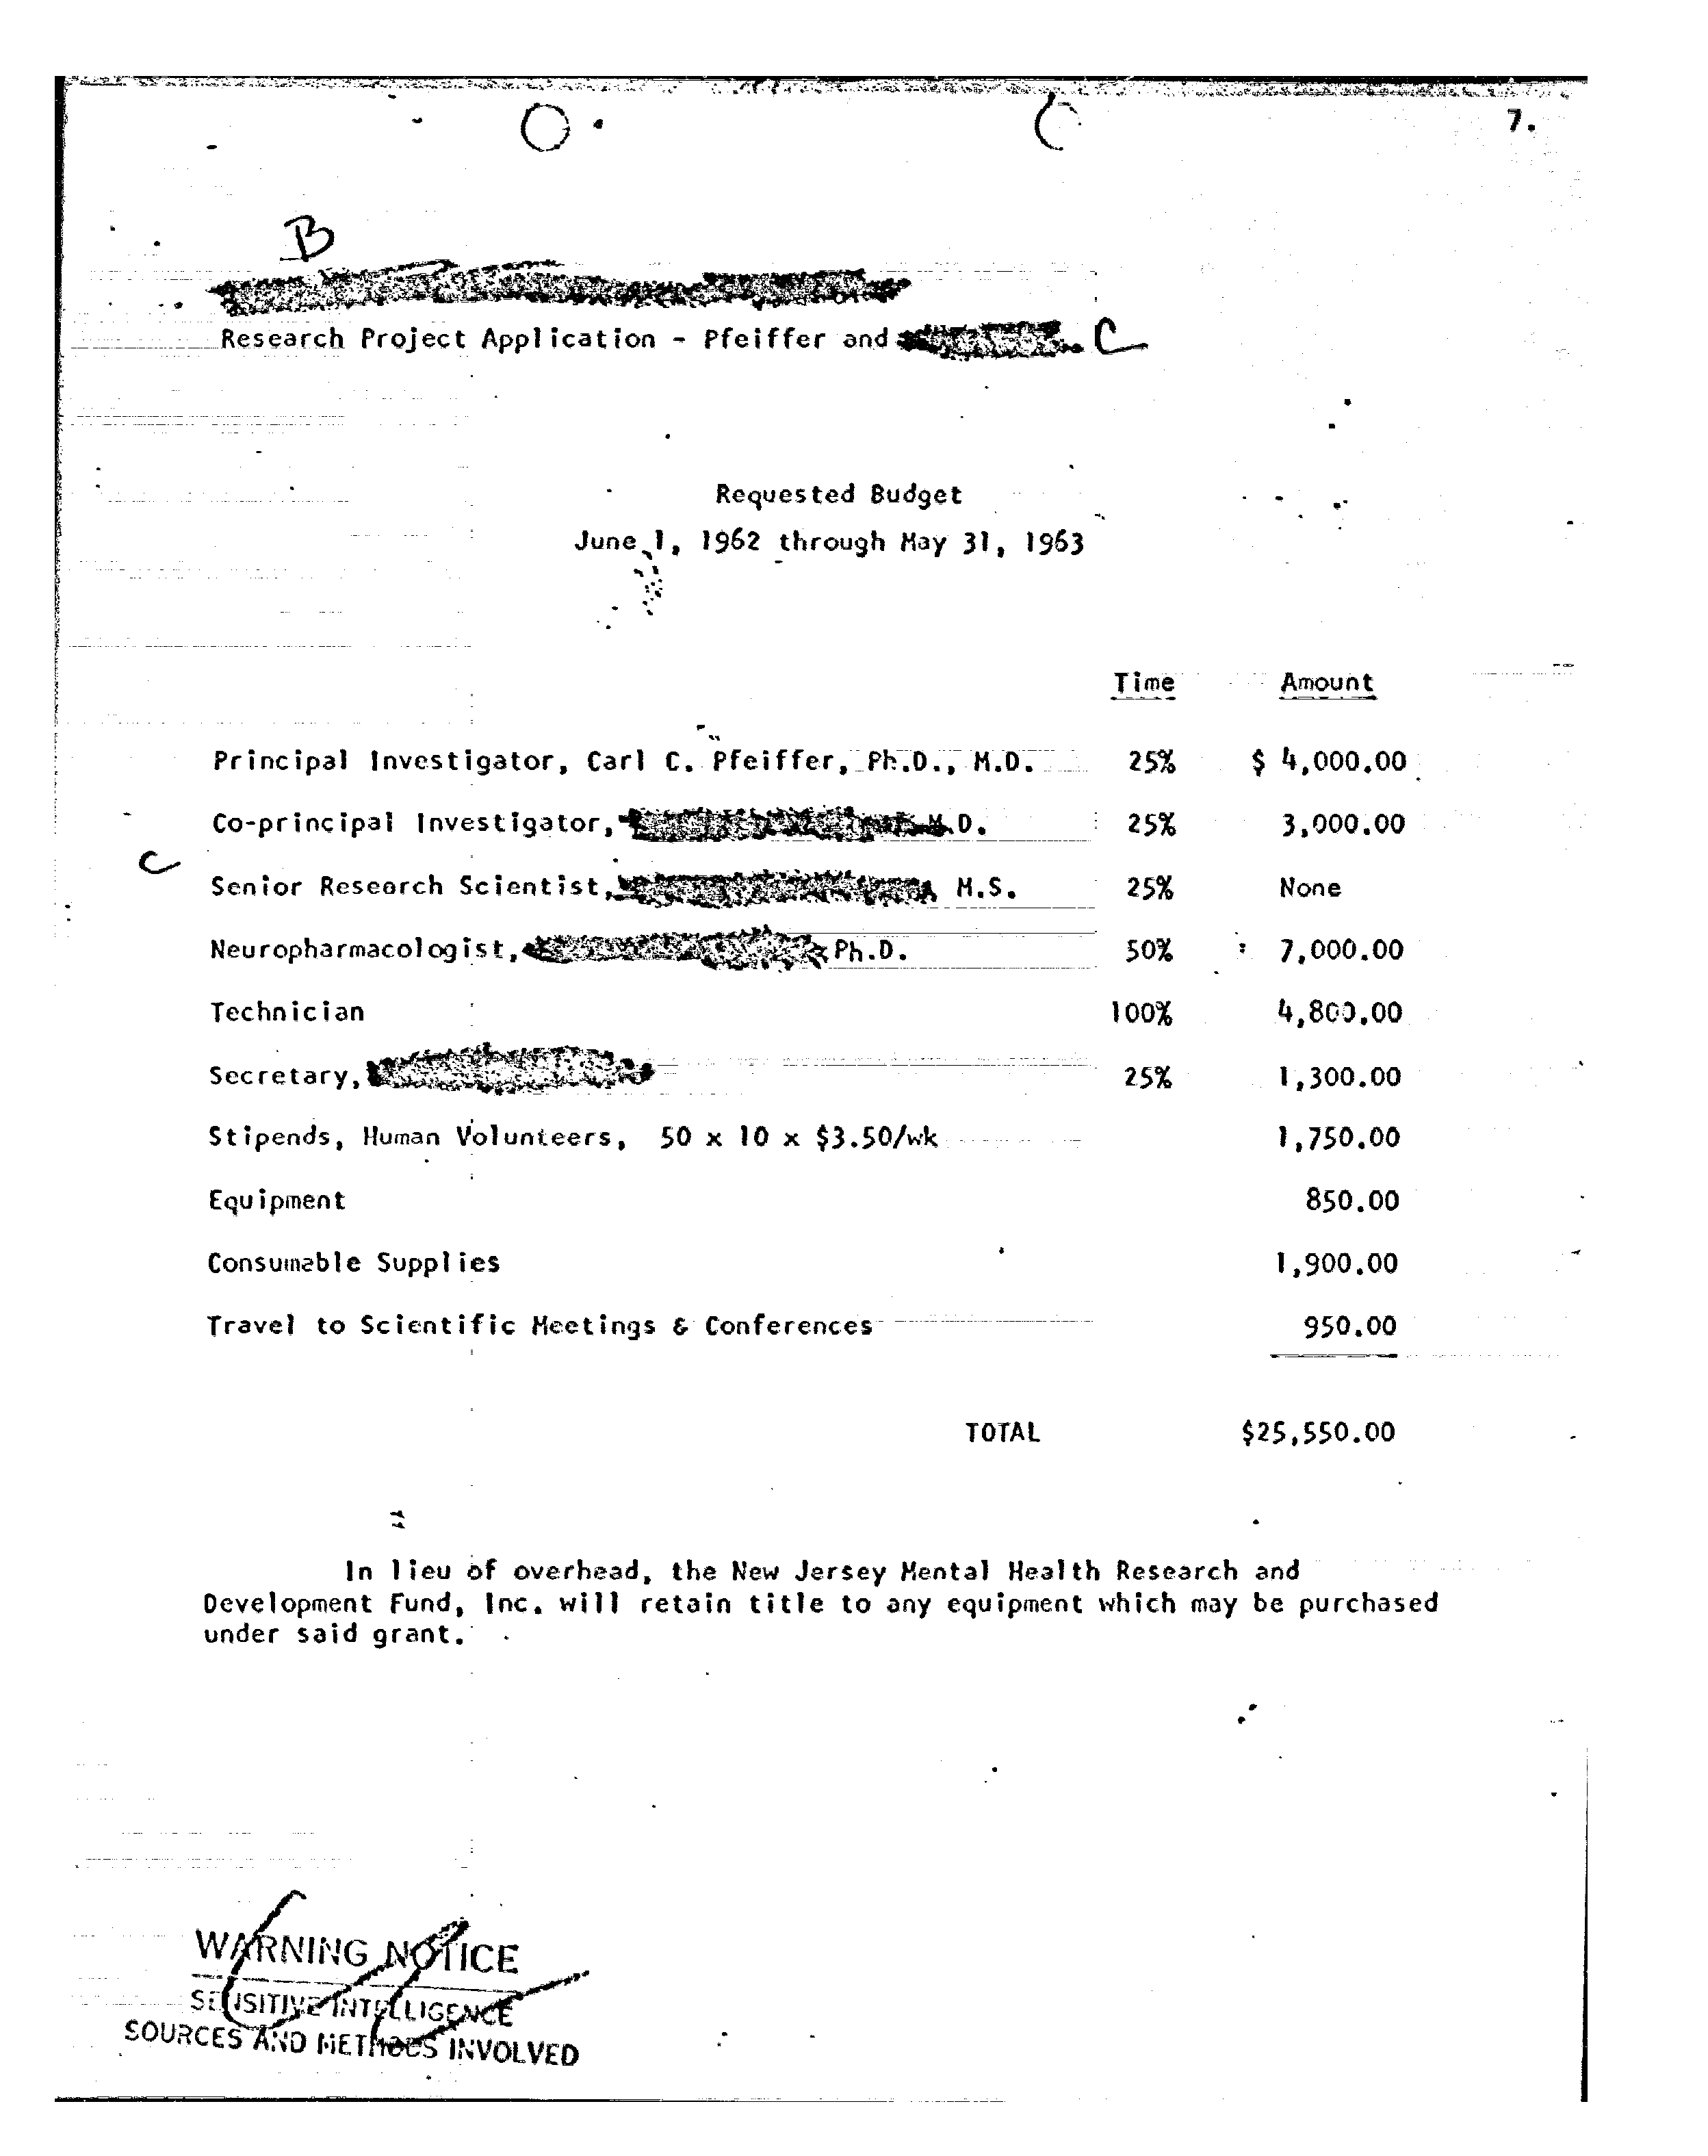 7.
B
Research Project Application - Pfeiffer and C
Requested Budget
June 1, 1962 through May 31, 1963
Time Amount
Principal Investigator, Carl C. Pfeiffer, Ph.D., M.D. 25% $ 4,000.00
Co-principal Investigator, M.D. 25% 3,000.00
C
Senior Research Scientist, M.S. 25% None
Neuropharmacologist, Ph.D. 50% 7,000.00
Technician 100% 4,800.00
Secretary, 25% 1,300.00
Stipends, Human Volunteers, 50 x 10 x $3.50/wk 1,750.00
Equipment 850.00
Consumable Supplies 1,900.00
Travel to Scientific Meetings & Conferences 950.00
TOTAL $25,550.00
In lieu of overhead, the New Jersey Mental Health Research and
Development Fund, Inc. will retain title to any equipment which may be purchased
under said grant.
WARNING NOTICE
SENSITIVE INTELLIGENCE
SOURCES AND METHODS INVOLVED